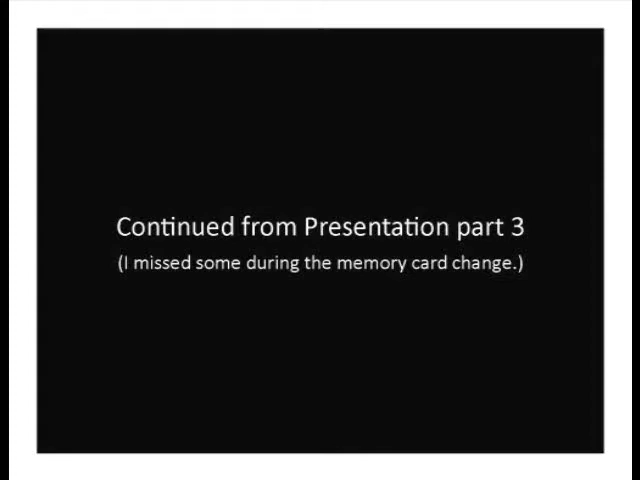 Continued from Presentation part 3
(I missed some during the memory card change.)